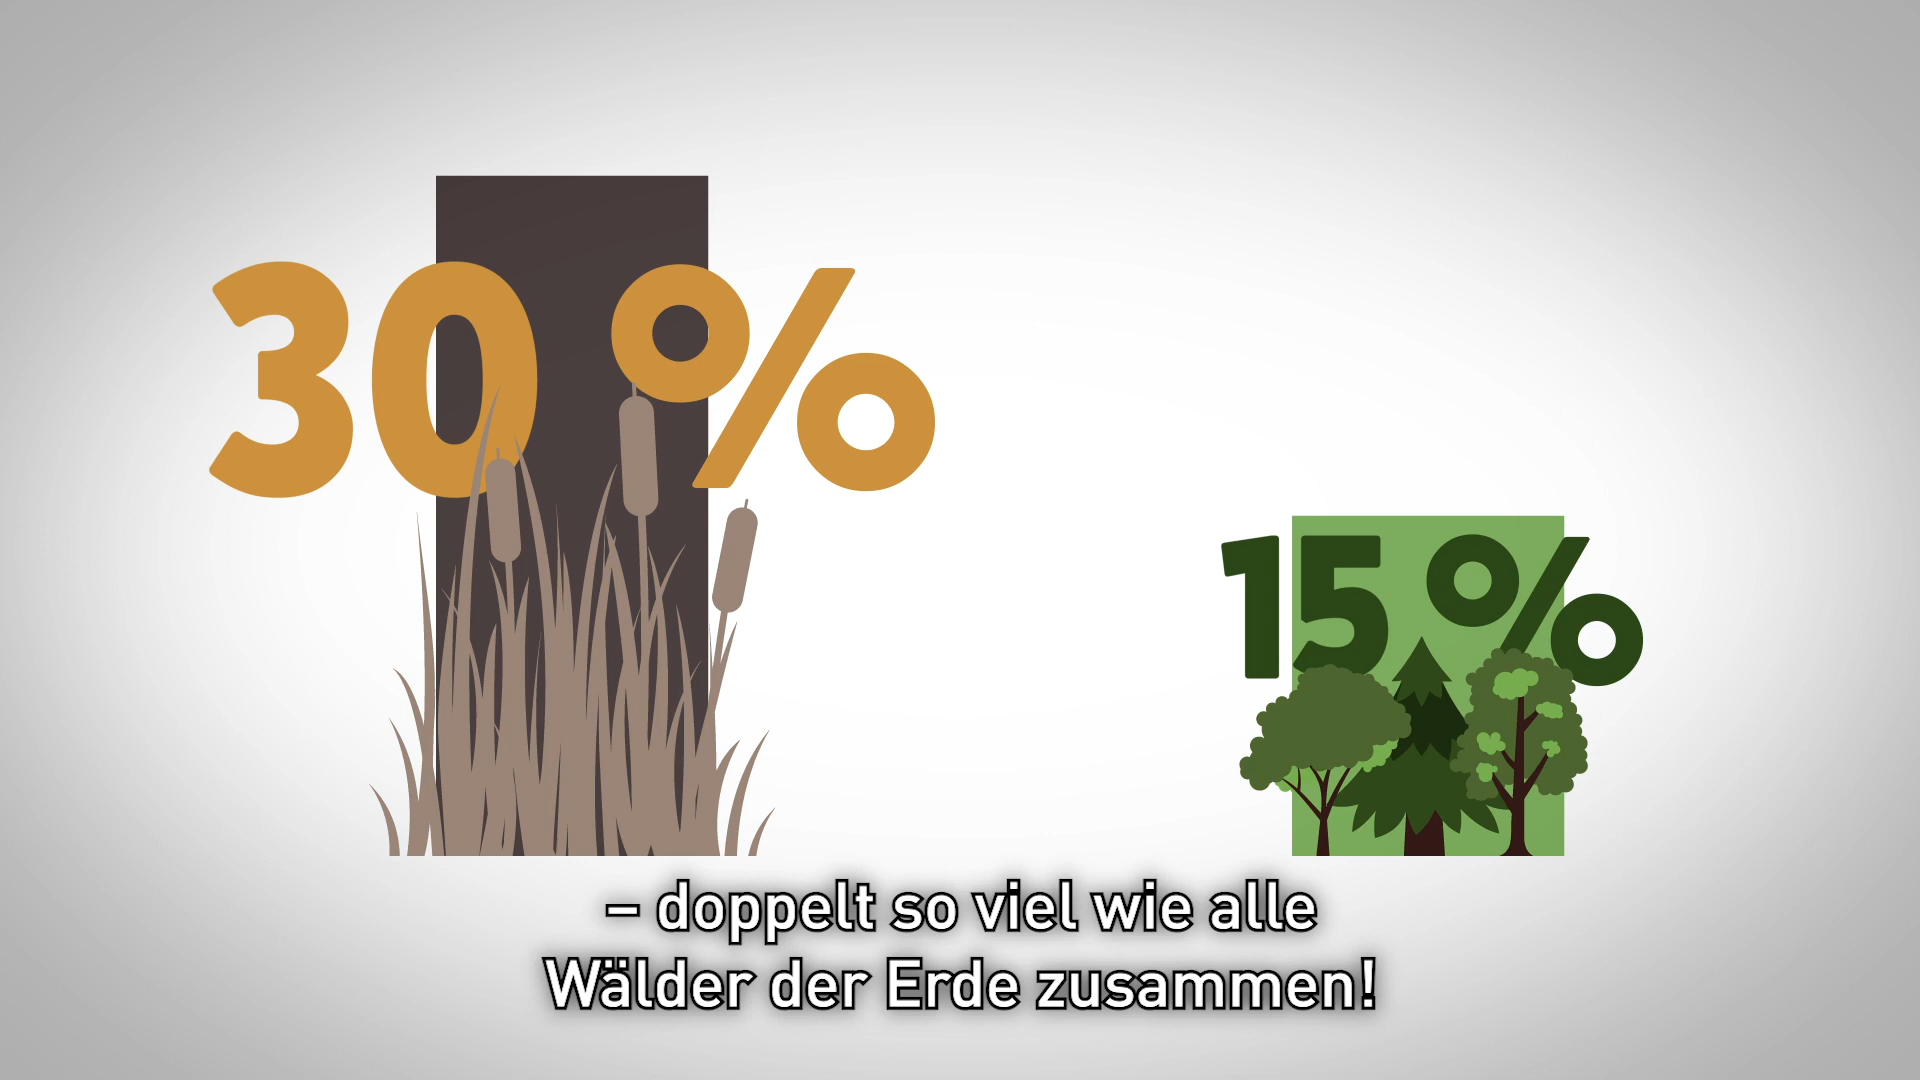 30 %
15 %
– doppelt so viel wie alle
Wälder der Erde zusammen!